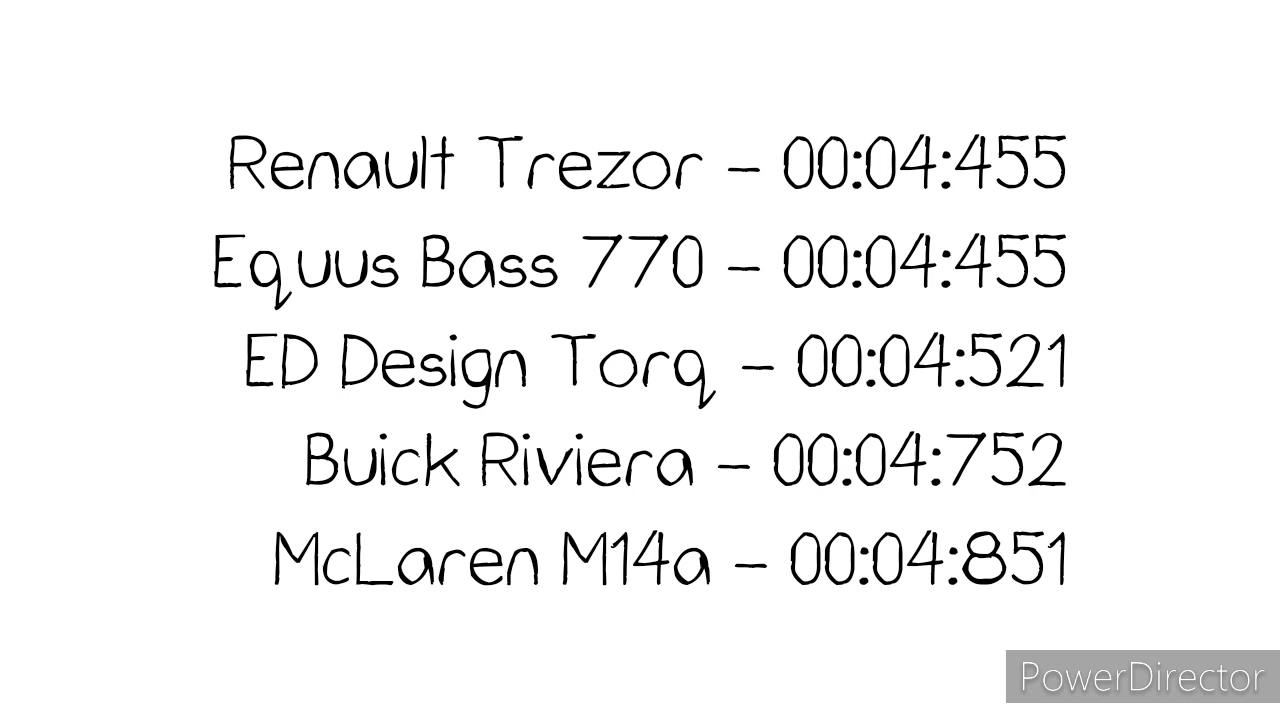 Renault Trezor - 00:04:455
Equus Bass 770 - 00:04:455
ED Design Torq - 00:04:521
Buick Riviera - 00:04:752
McLaren M14a - 00:04:851
PowerDirector